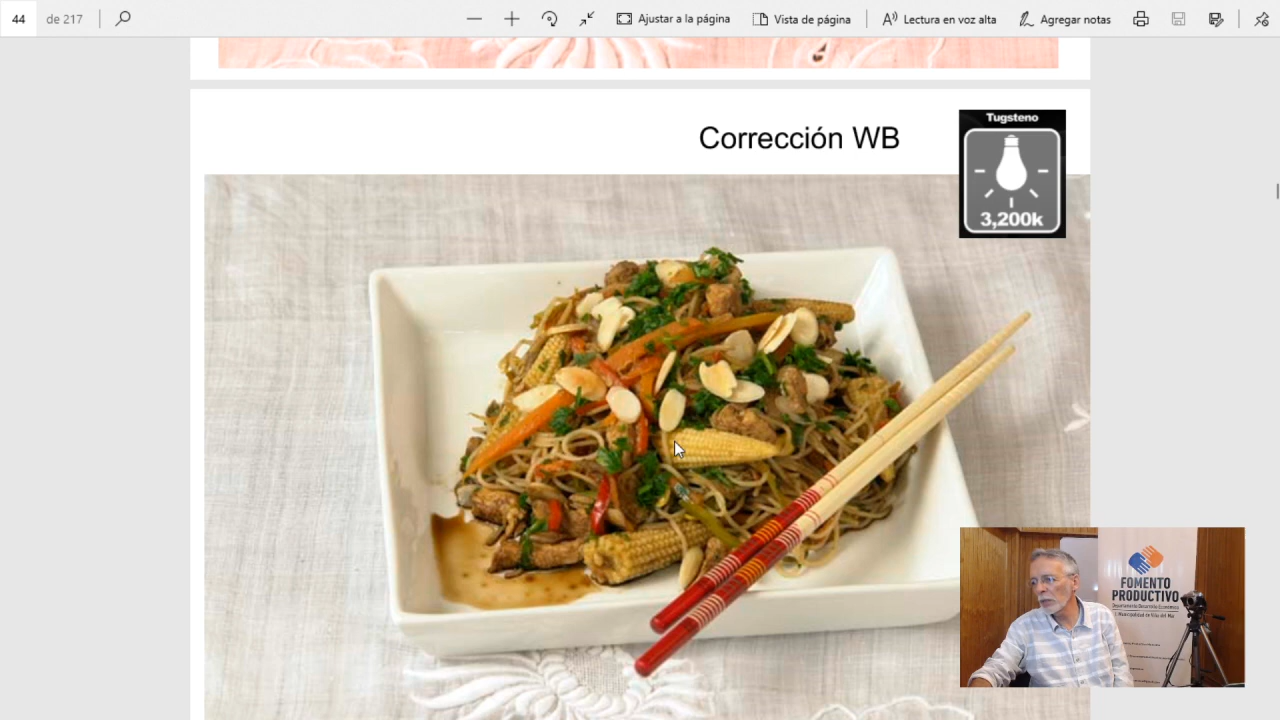 44 de 217 Ajustar a la página Vista de página Lectura en voz alta Agregar notas
Corrección WB
Tugsteno
3,200k
FOMENTO
PRODUCTIVO